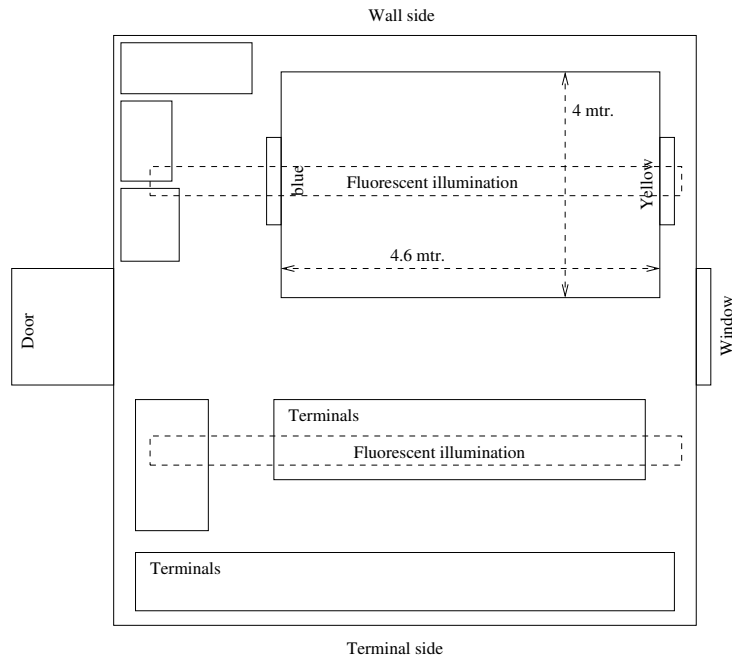 Wall side
4 mtr.
blue
Fluorescent illumination
Yellow
4.6 mtr.
Door
Window
Terminals
Fluorescent illumination
Terminals
Terminal side